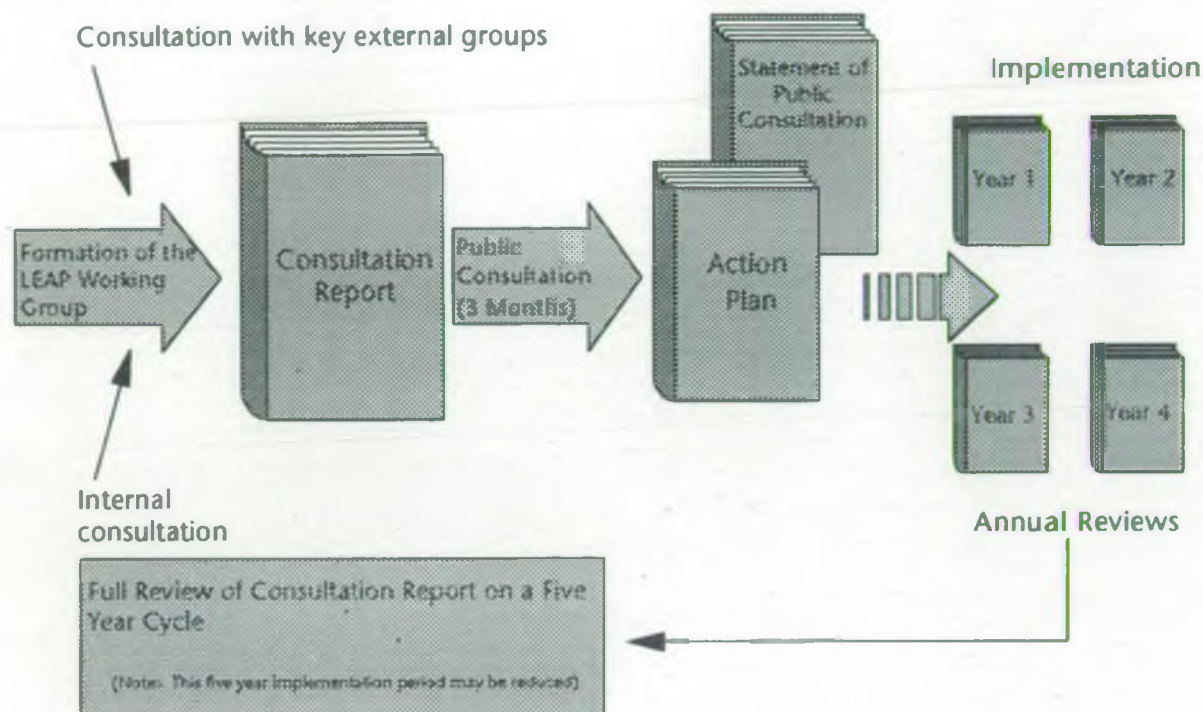 Consultation with key external groups
Formation of the
LEAP Working
Group
Internal
consultation
Consultation
Report
Public
Consultation
(3 Months)
Statement of
Public
Consultation
Action
Plan
Implementation
Year 1
Year 2
Year 3
Year 4
Annual Reviews
Full Review of Consultation Report on a Five
Year Cycle
(Note: This five year implementation period may be reduced)